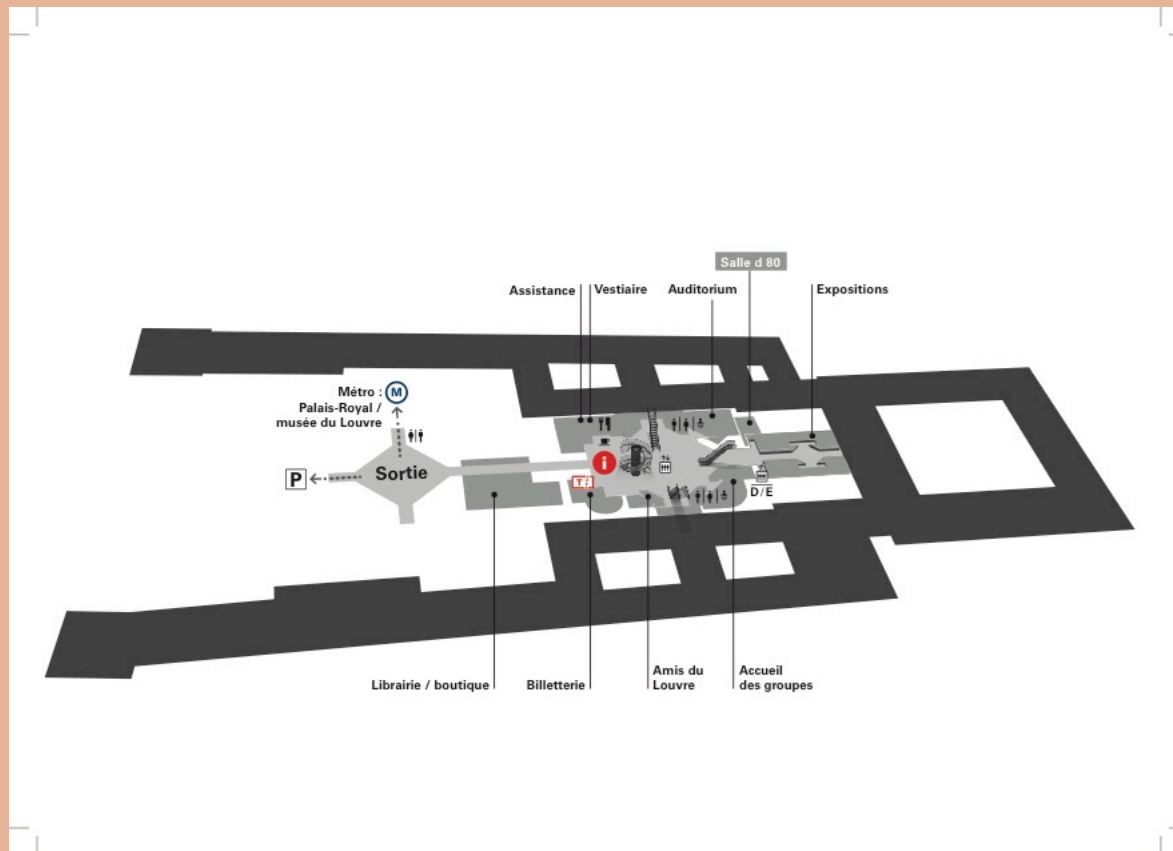 Salle d 80
Assistance
Vestiaire
Auditorium
Expositions
Métro : M
Palais-Royal /
musée du Louvre
Sortie
P
i
T
D/E
Librairie / boutique
Billetterie
Amis du
Louvre
Accueil
des groupes